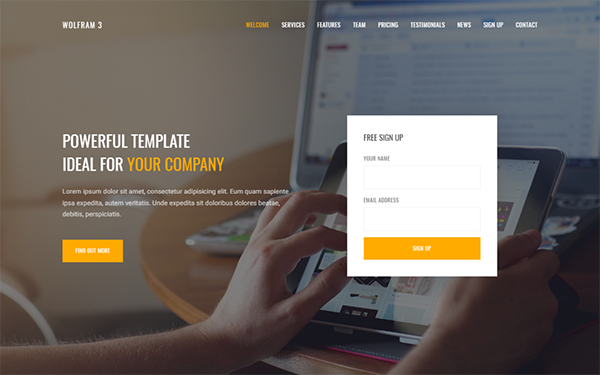 WOLFRAM 3
WELCOME SERVICES FEATURES TEAM PRICING TESTIMONIALS NEWS SIGN UP CONTACT
POWERFUL TEMPLATE
IDEAL FOR YOUR COMPANY
Lorem ipsum dolor sit amet, consectetur adipisicing elit. Eum quam sapiente
ipsa expedita, autem veritatis. Unde expedita sit doloribus dolores beatae,
debitis, perspiciatis.
FIND OUT MORE
FREE SIGN UP
YOUR NAME
EMAIL ADDRESS
SIGN UP